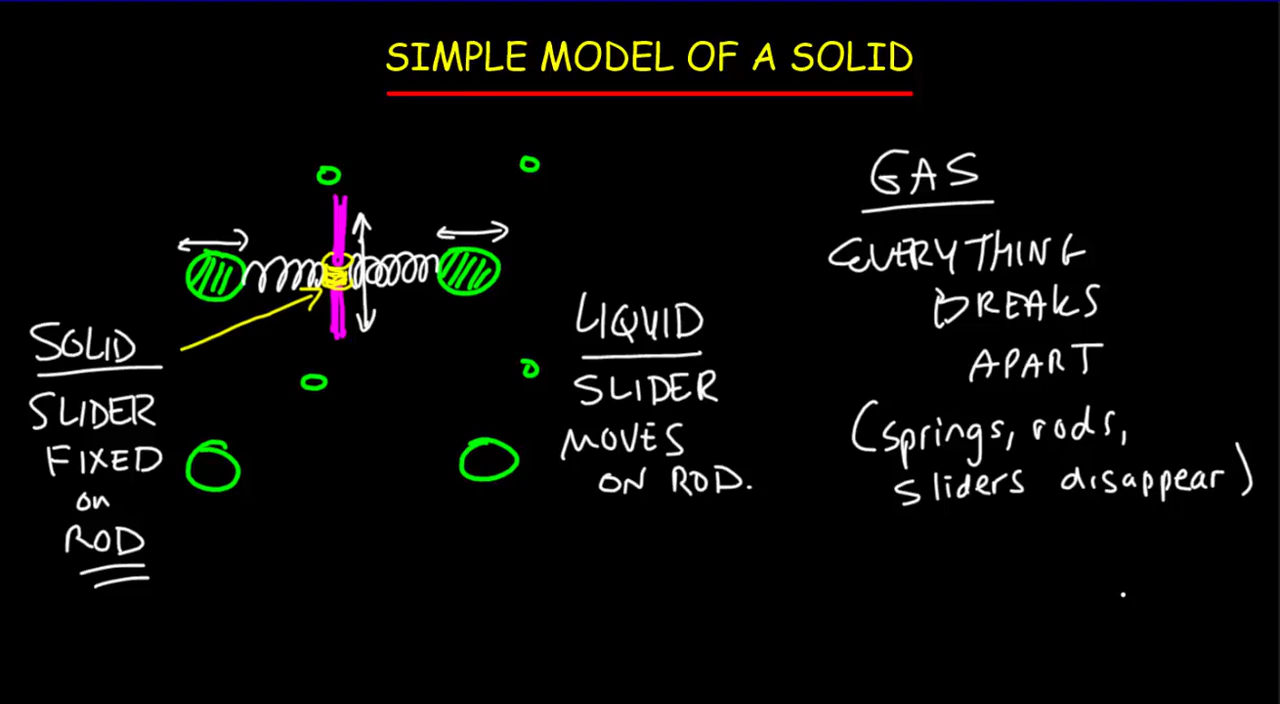 SIMPLE MODEL OF A SOLID
SOLID
SLIDER
FIXED
on
ROD
LIQUID
SLIDER
MOVES
ON ROD.
GAS
EVERYTHING
BREAKS
APART
(springs, rods,
sliders disappear)